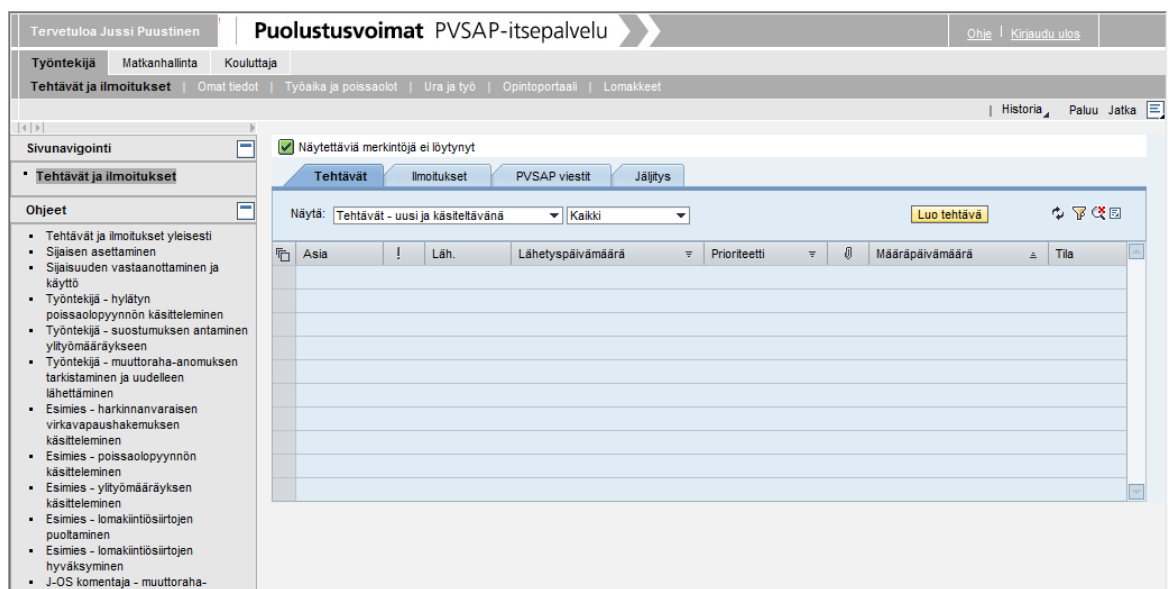 Tervetuloa Jussi Puustinen
Puolustusvoimat PVSAP-itsepalvelu
Ohje | Kirjaudu ulos
Työntekijä Matkanhallinta Kouluttaja
Tehtävät ja ilmoitukset | Omat tiedot | Työaika ja poissaolot | Ura ja työ | Opintoportaali | Lomakkeet
| Historia Paluu Jatka
Sivunavigointi
Tehtävät ja ilmoitukset
Ohjeet
Tehtävät ja ilmoitukset yleisesti
Sijaisen asettaminen
Sijaisuuden vastaanottaminen ja
käyttö
Työntekijä - hylätyn
poissaolopyynnön käsitteleminen
Työntekijä - suostumuksen antaminen
ylityömääräykseen
Työntekijä - muuttoraha-anomuksen
tarkistaminen ja uudelleen
lähettäminen
Esimies - harkinnanvaraisen
virkavapaushakemuksen
käsitteleminen
Esimies - poissaolopyynnön
käsitteleminen
Esimies - ylityömääräyksen
käsitteleminen
Esimies - lomakiintiösiirtojen
puoltaminen
Esimies - lomakiintiösiirtojen
hyväksyminen
J-OS komentaja - muuttoraha-
Näytettäviä merkintöjä ei löytynyt
Tehtävät Ilmoitukset PVSAP viestit Jäljitys
Näytä: Tehtävät - uusi ja käsiteltävänä Kaikki Luo tehtävä
Asia ! Läh. Lähetyspäivämäärä Prioriteetti Määräpäivämäärä Tila